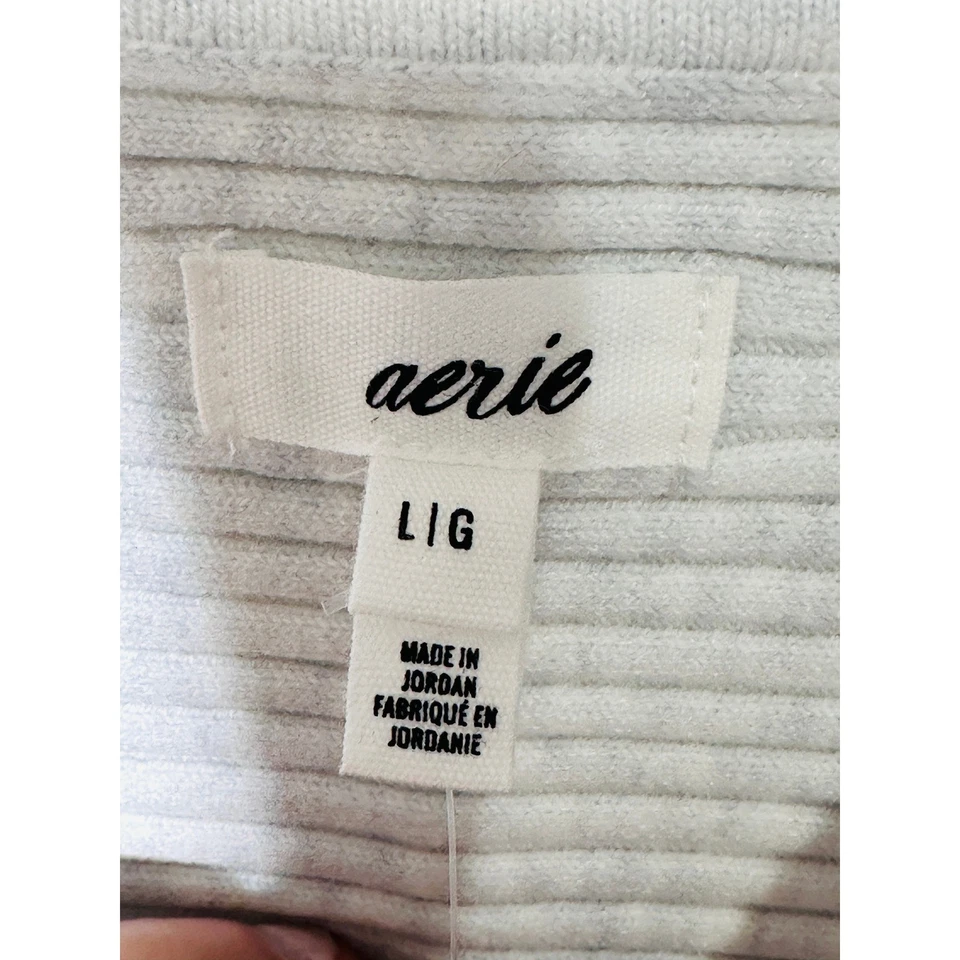 aerie
L|G
MADE IN
JORDAN
FABRIQUÉ EN
JORDANIE